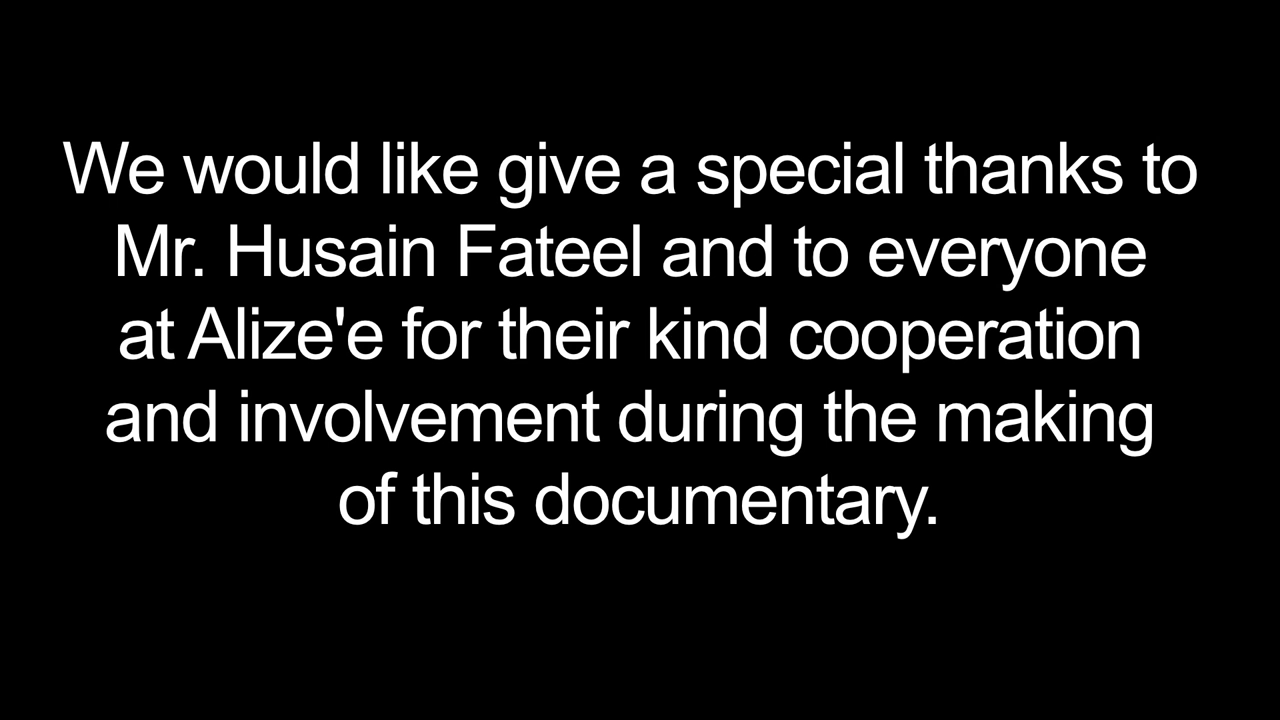 We would like give a special thanks to
Mr. Husain Fateel and to everyone
at Alize'e for their kind cooperation
and involvement during the making
of this documentary.